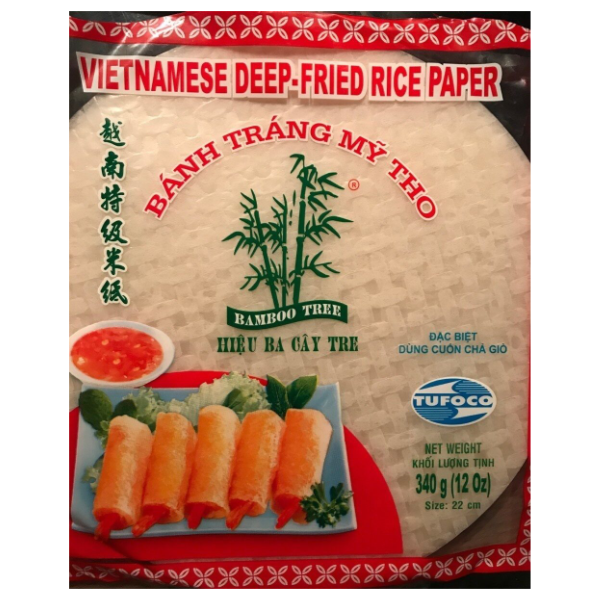 VIETNAMESE DEEP-FRIED RICE PAPER
BÁNH TRÁNG MỸ THO
®
越南特级米纸
BAMBOO TREE
HIỆU BA CÂY TRE
ĐẶC BIỆT
DÙNG CUỐN CHẢ GIÒ
TUFOCO
NET WEIGHT
KHỐI LƯỢNG TỊNH
340 g (12 Oz)
Size: 22 cm